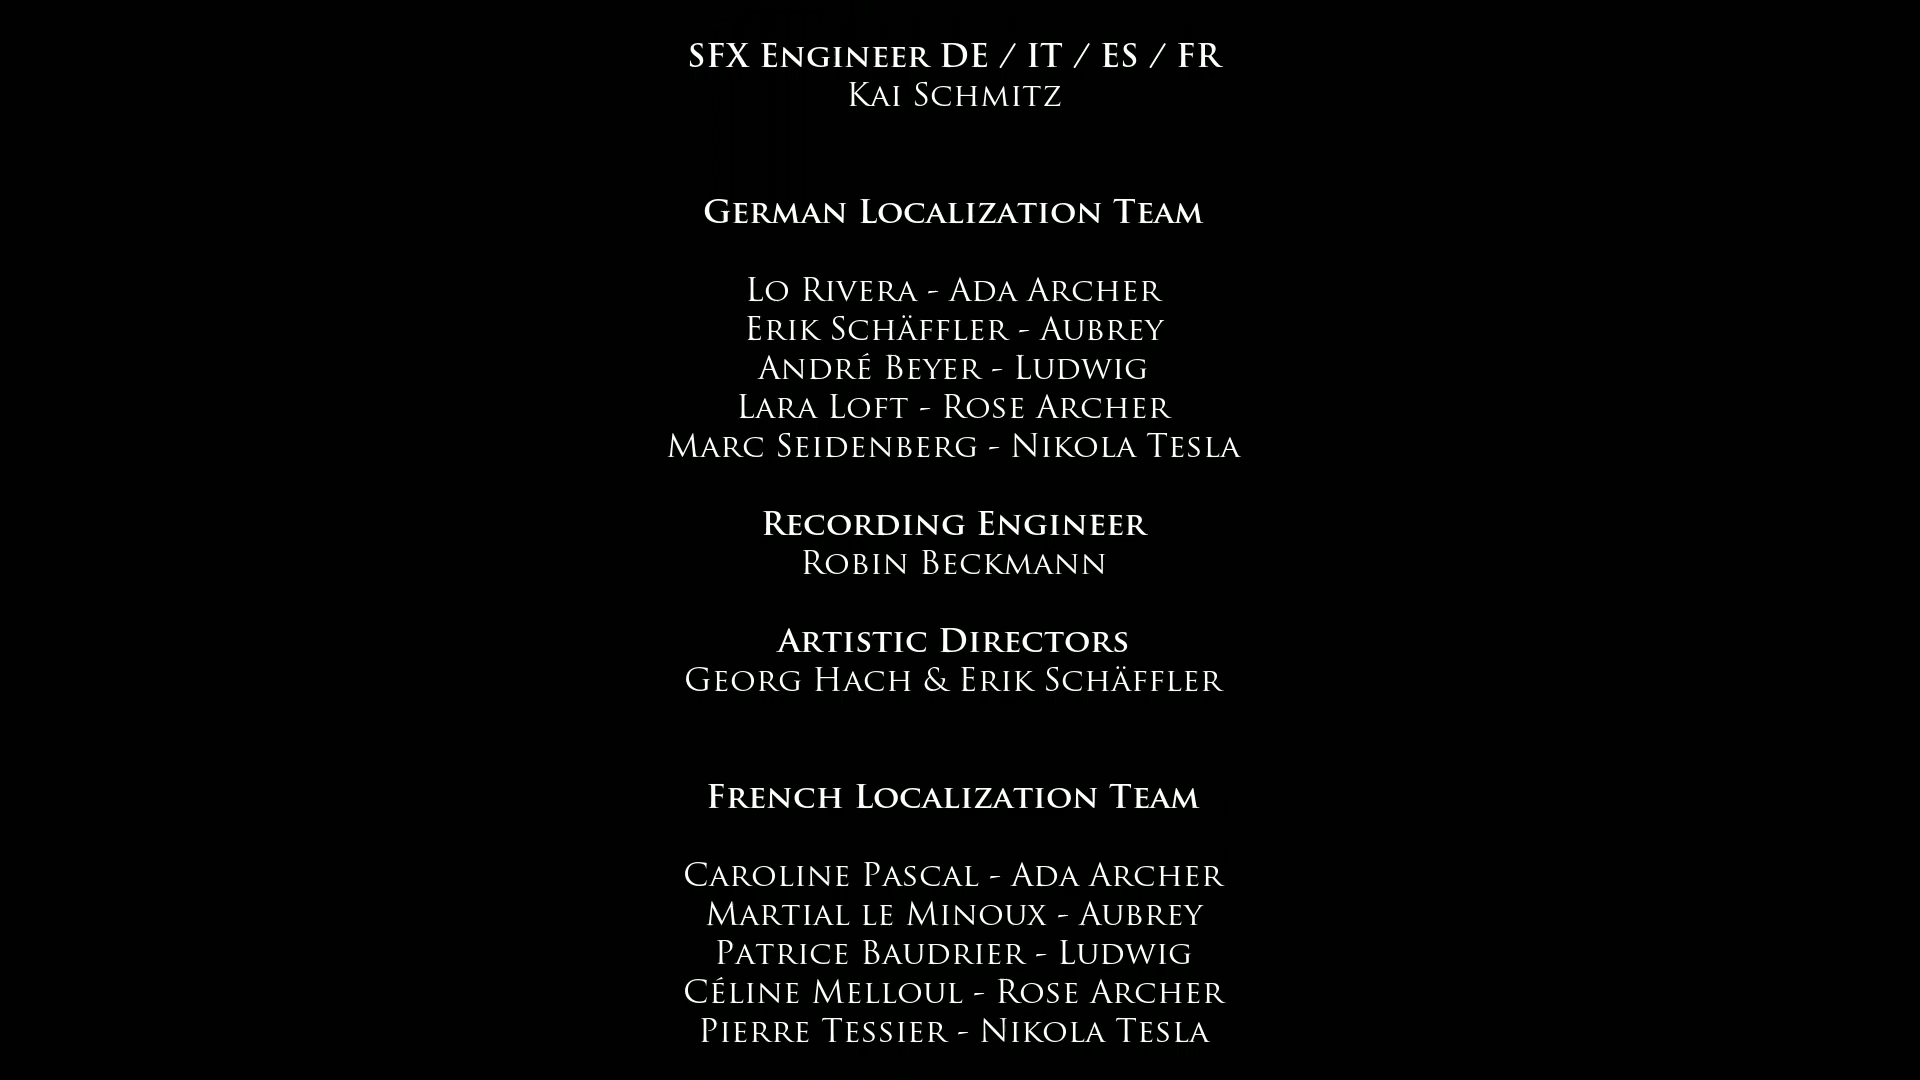 SFX Engineer DE / IT / ES / FR
Kai Schmitz
German Localization Team
Lo Rivera - Ada Archer
Erik Schäffler - Aubrey
André Beyer - Ludwig
Lara Loft - Rose Archer
Marc Seidenberg - Nikola Tesla
Recording Engineer
Robin Beckmann
Artistic Directors
Georg Hach & Erik Schäffler
French Localization Team
Caroline Pascal - Ada Archer
Martial le Minoux - Aubrey
Patrice Baudrier - Ludwig
Céline Melloul - Rose Archer
Pierre Tessier - Nikola Tesla